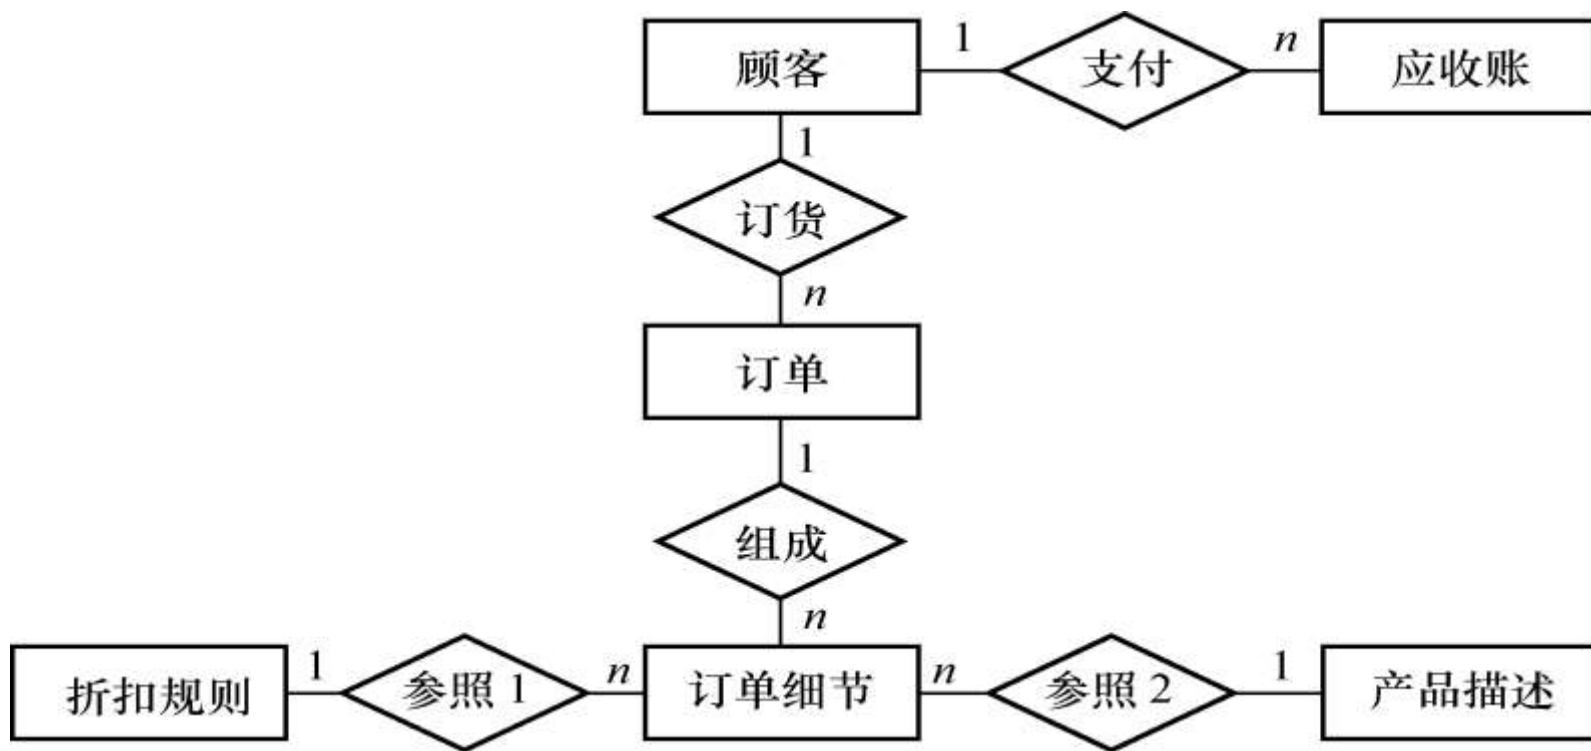 顾客 1 支付 n 应收账
1
订货
n
订单
1
组成
n
折扣规则 1 参照 1 n 订单细节 n 参照 2 1 产品描述